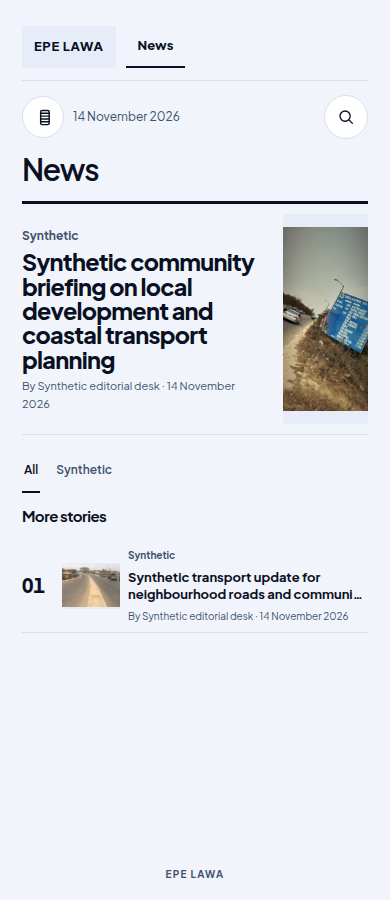 EPE LAWA
News
14 November 2026
News
Synthetic
Synthetic community
briefing on local
development and
coastal transport
planning
By Synthetic editorial desk · 14 November
2026
All
Synthetic
More stories
01
Synthetic
Synthetic transport update for
neighbourhood roads and communi...
By Synthetic editorial desk · 14 November 2026
EPE LAWA